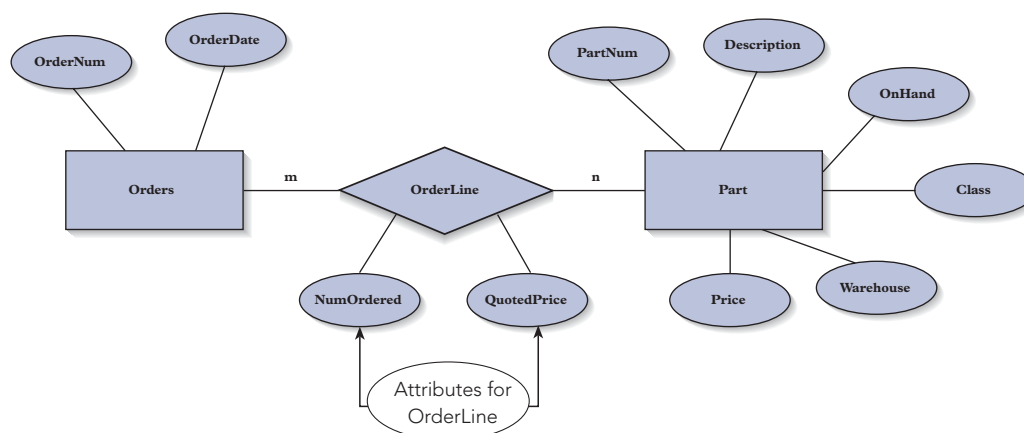 OrderNum
OrderDate
PartNum
Description
OnHand
Orders
m
OrderLine
n
Part
Class
NumOrdered
QuotedPrice
Price
Warehouse
Attributes for
OrderLine